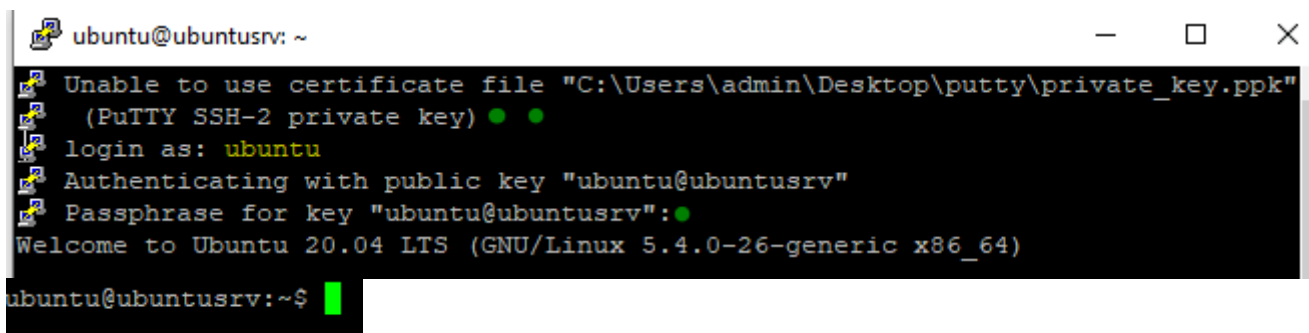 ubuntu@ubuntusrv: ~
Unable to use certificate file "C:\Users\admin\Desktop\putty\private_key.ppk"
(PuTTY SSH-2 private key)
login as: ubuntu
Authenticating with public key "ubuntu@ubuntusrv"
Passphrase for key "ubuntu@ubuntusrv":
Welcome to Ubuntu 20.04 LTS (GNU/Linux 5.4.0-26-generic x86_64)
ubuntu@ubuntusrv:~$